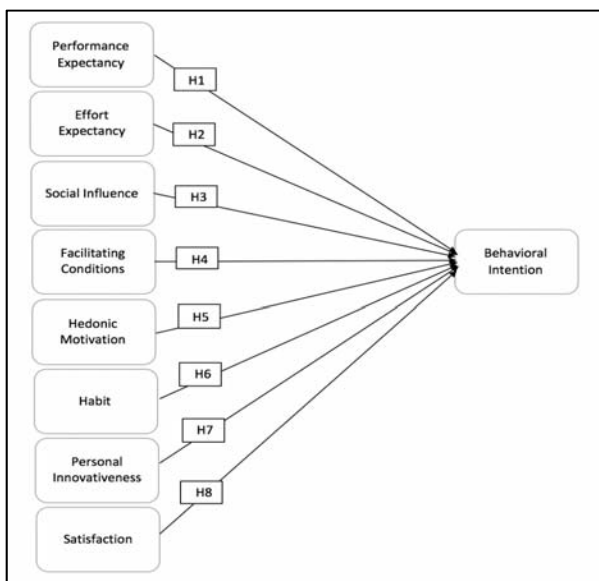 Performance
Expectancy
H1
Effort
Expectancy
H2
Social Influence
H3
Facilitating
Conditions
H4
Behavioral
Intention
Hedonic
Motivation
H5
Habit
H6
Personal
Innovativeness
H7
Satisfaction
H8